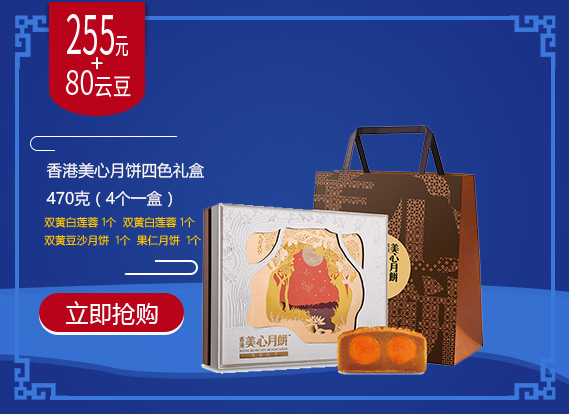 255元
+
80云豆
香港美心月饼四色礼盒
470克（4个一盒）
双黄白莲蓉 1个 双黄白莲蓉 1个
双黄豆沙月饼 1个 果仁月饼 1个
立即抢购
香港美心月餅
美心月餅